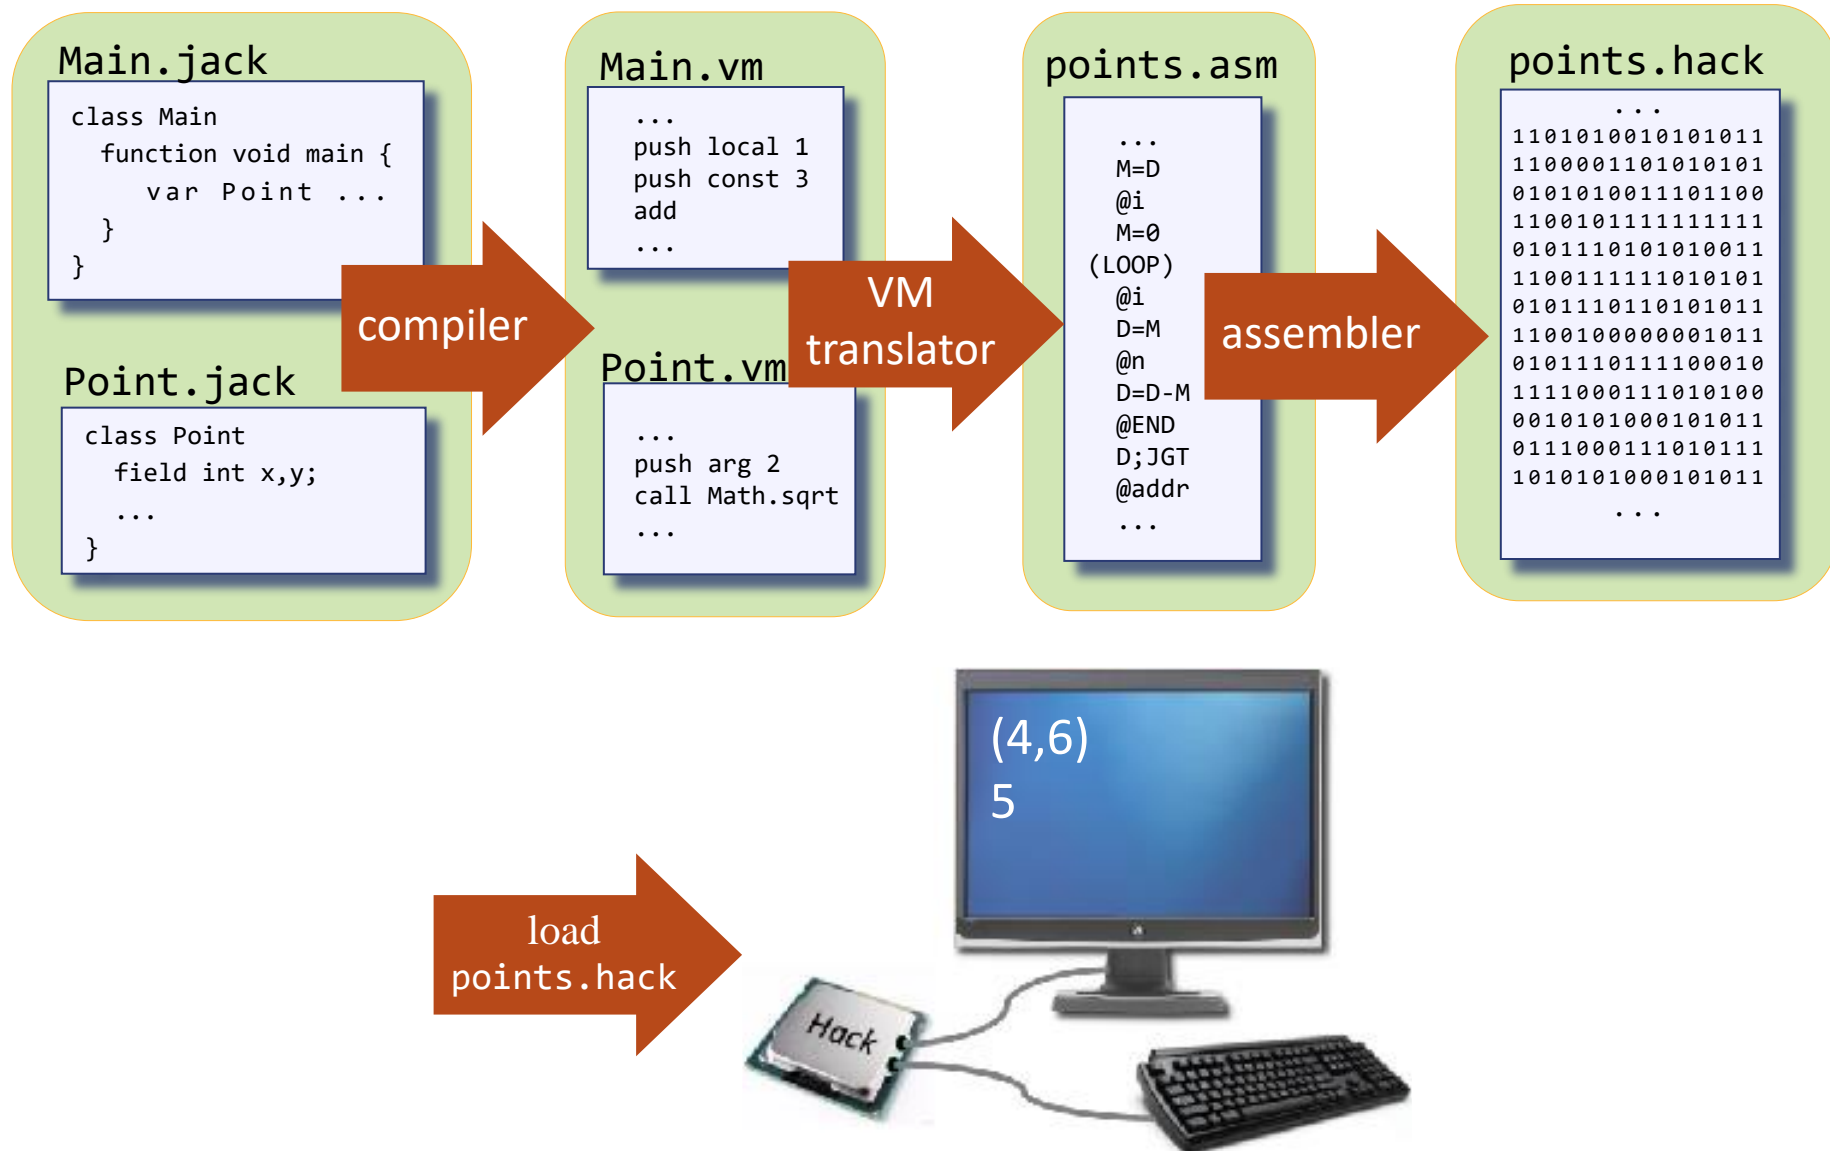 Main.jack
class Main
function void main {
var Point ...
}
}
Point.jack
class Point
field int x,y;
...
}
compiler
Main.vm
...
push local 1
push const 3
add
...
Point.vm
...
push arg 2
call Math.sqrt
...
VM
translator
points.asm
...
M=D
@i
M=0
(LOOP)
@i
D=M
@n
D=D-M
@END
D;JGT
@addr
...
assembler
points.hack
...
1101010010101011
1100001101010101
0101010011101100
1100101111111111
0101110101010011
1100111111010101
0101110110101011
1100100000001011
0101110111100010
1111000111010100
0010101000101011
0111000111010111
1010101000101011
...
load
points.hack
Hack
(4,6)
5